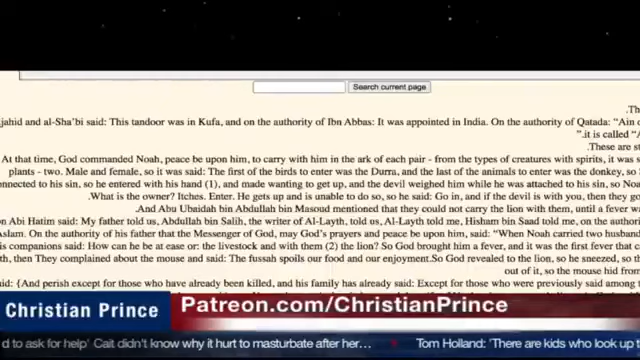 Search current page
.Th
ijahid and al-Sha'bi said: This tandoor was in Kufa, and on the authority of Ibn Abbas: It was appointed in India. On the authority of Qatada: "Ain
.” it is called “A
.These are st
At that time, God commanded Noah, peace be upon him, to carry with him in the ark of each pair - from the types of creatures with spirits, it was s
plants - two. Male and female, so it was said: The first of the birds to enter was the Durra, and the last of the animals to enter was the donkey, so
onnected to his sin, so he entered with his hand (1), and made wanting to get up, and the devil weighed him while he was attached to his sin, so Noa
What is the owner? Itches. Enter. He gets up and is unable to do so, so he said: Go in, and if the devil is with you, then they go
.And Abu Ubaidah bin Abdullah bin Masoud mentioned that they could not carry the lion with them, until a fever wa
on Abi Hatim said: My father told us, Abdullah bin Salih, the writer of Al-Layth, told us, Al-Layth told me, Hisham bin Saad told me, on the author
Aslam. On the authority of his father that the Messenger of God, may God's prayers and peace be upon him, said: “When Noah carried two husband
is companions said: How can he be at ease or: the livestock and with them (2) the lion? So God brought him a fever, and it was the first fever that c
th, then They complained about the mouse and said: The fussah spoils our food and our enjoyment.So God revealed to the lion, so he sneezed, so th
out of it, so the mouse hid from
said: {And perish except for those who have already been killed, and his family has already said: Except for those who were previously said among t
Christian Prince
Patreon.com/ChristianPrince
d to ask for help' Cait didn't know why it hurt to masturbate after her...
Tom Holland: 'There are kids who look up t